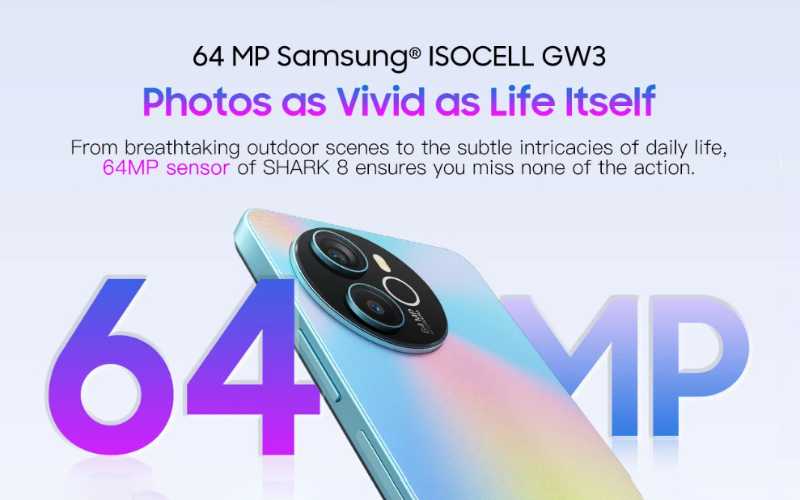 64 MP Samsung® ISOCELL GW3
Photos as Vivid as Life Itself
From breathtaking outdoor scenes to the subtle intricacies of daily life,
64MP sensor of SHARK 8 ensures you miss none of the action.
64 MP
64MP